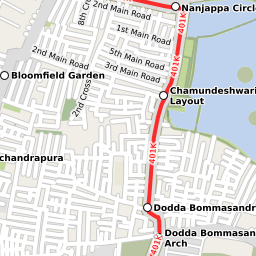 8th
2nd Main Road
Nanjappa Circle
1st Main Road
2nd Main Road
5th Main Road
3rd Main Road
401K
Bloomfield Garden
2nd Cross
Chamundeshwari
Layout
401K
chandrapura
401K
Dodda Bommasandra
401K
Dodda Bommasan
Arch